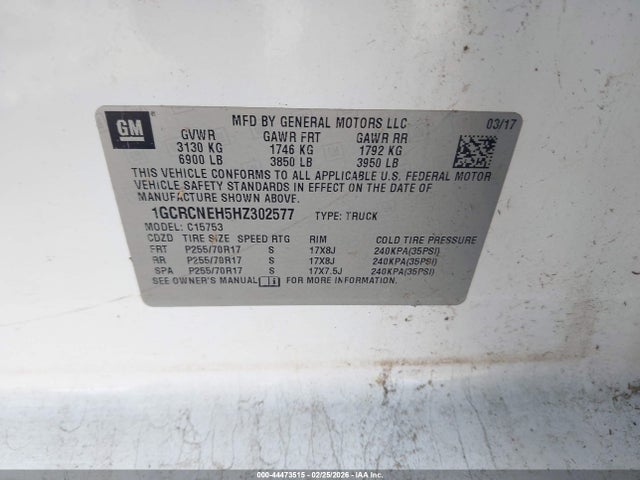 GM
MFD BY GENERAL MOTORS LLC 03/17
GVWR GAWR FRT GAWR RR
3130 KG 1746 KG 1792 KG
6900 LB 3850 LB 3950 LB
THIS VEHICLE CONFORMS TO ALL APPLICABLE U.S. FEDERAL MOTOR
VEHICLE SAFETY STANDARDS IN EFFECT ON THE DATE OF
MANUFACTURE SHOWN ABOVE.
1GCRCNEH5HZ302577 TYPE: TRUCK
MODEL: C15753
CDZD TIRE SIZE SPEED RTG RIM COLD TIRE PRESSURE
FRT P255/70R17 S 17X8J 240KPA(35PSI)
RR P255/70R17 S 17X8J 240KPA(35PSI)
SPA P255/70R17 S 17X7.5J 240KPA(35PSI)
SEE OWNER'S MANUAL FOR MORE INFORMATION.
000-44473515 - 02/25/2026 - IAAI.COM